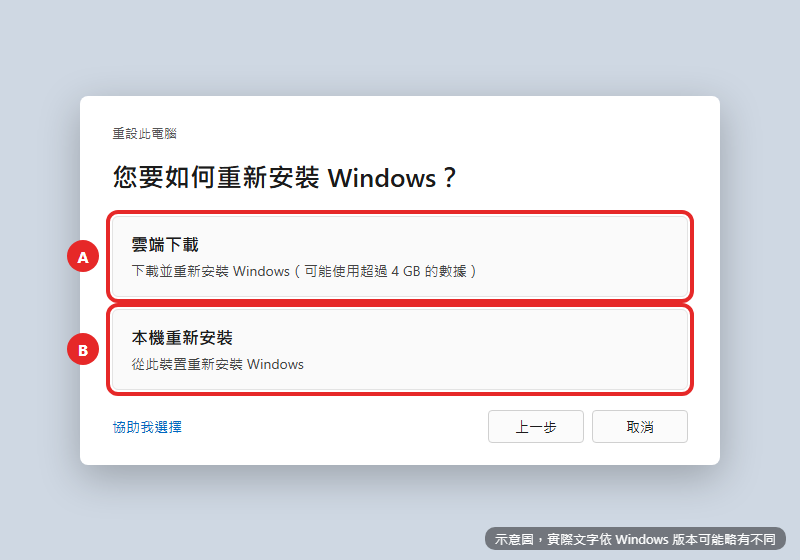 重設此電腦
您要如何重新安裝 Windows？
A
雲端下載
下載並重新安裝 Windows（可能使用超過 4 GB 的數據）
B
本機重新安裝
從此裝置重新安裝 Windows
協助我選擇
上一步
取消
示意圖，實際文字依 Windows 版本可能略有不同